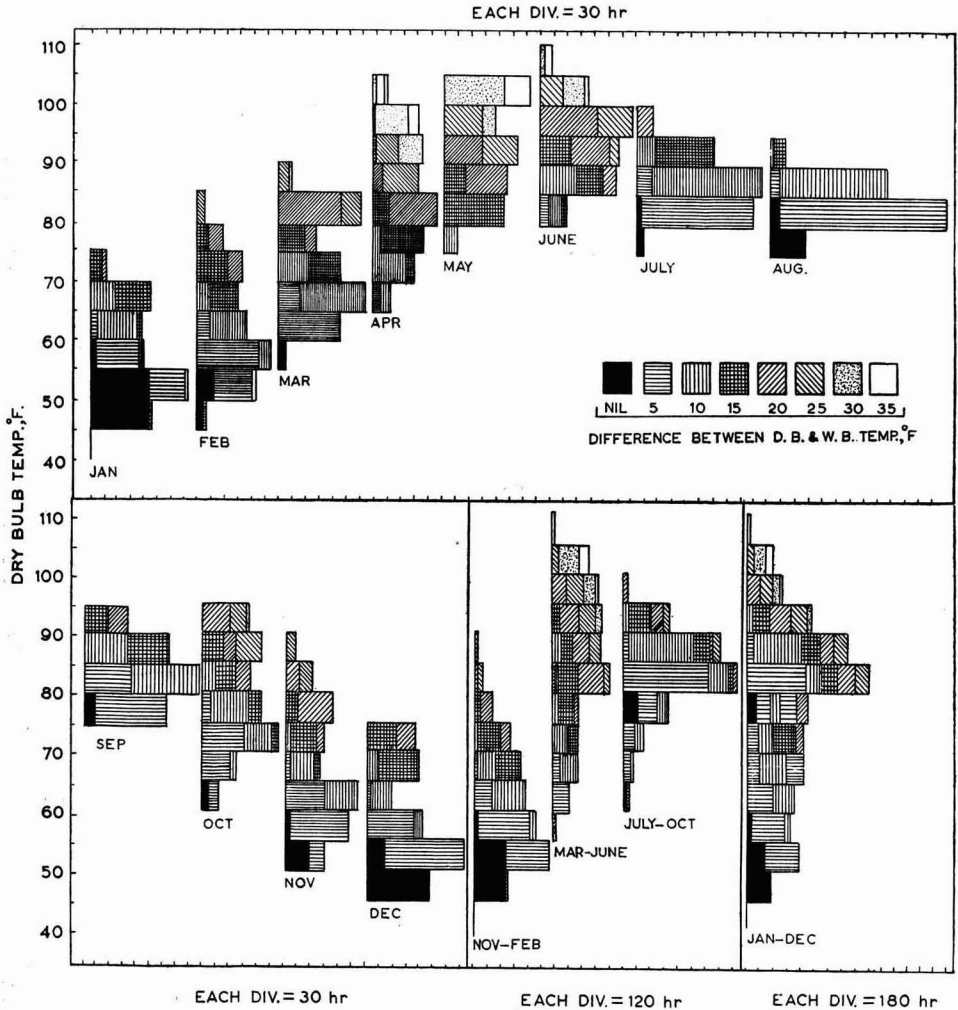 EACH DIV. = 30 hr
110
100
90
80
70
60
50
40
DRY BULB TEMP., °F.
JAN
FEB
MAR
APR
MAY
JUNE
JULY
AUG.
NIL 5 10 15 20 25 30 35
DIFFERENCE BETWEEN D. B. & W. B. TEMP., °F
110
100
90
80
70
60
50
40
SEP
OCT
NOV
DEC
NOV-FEB
MAR-JUNE
JULY-OCT
JAN-DEC
EACH DIV. = 30 hr
EACH DIV. = 120 hr
EACH DIV. = 180 hr